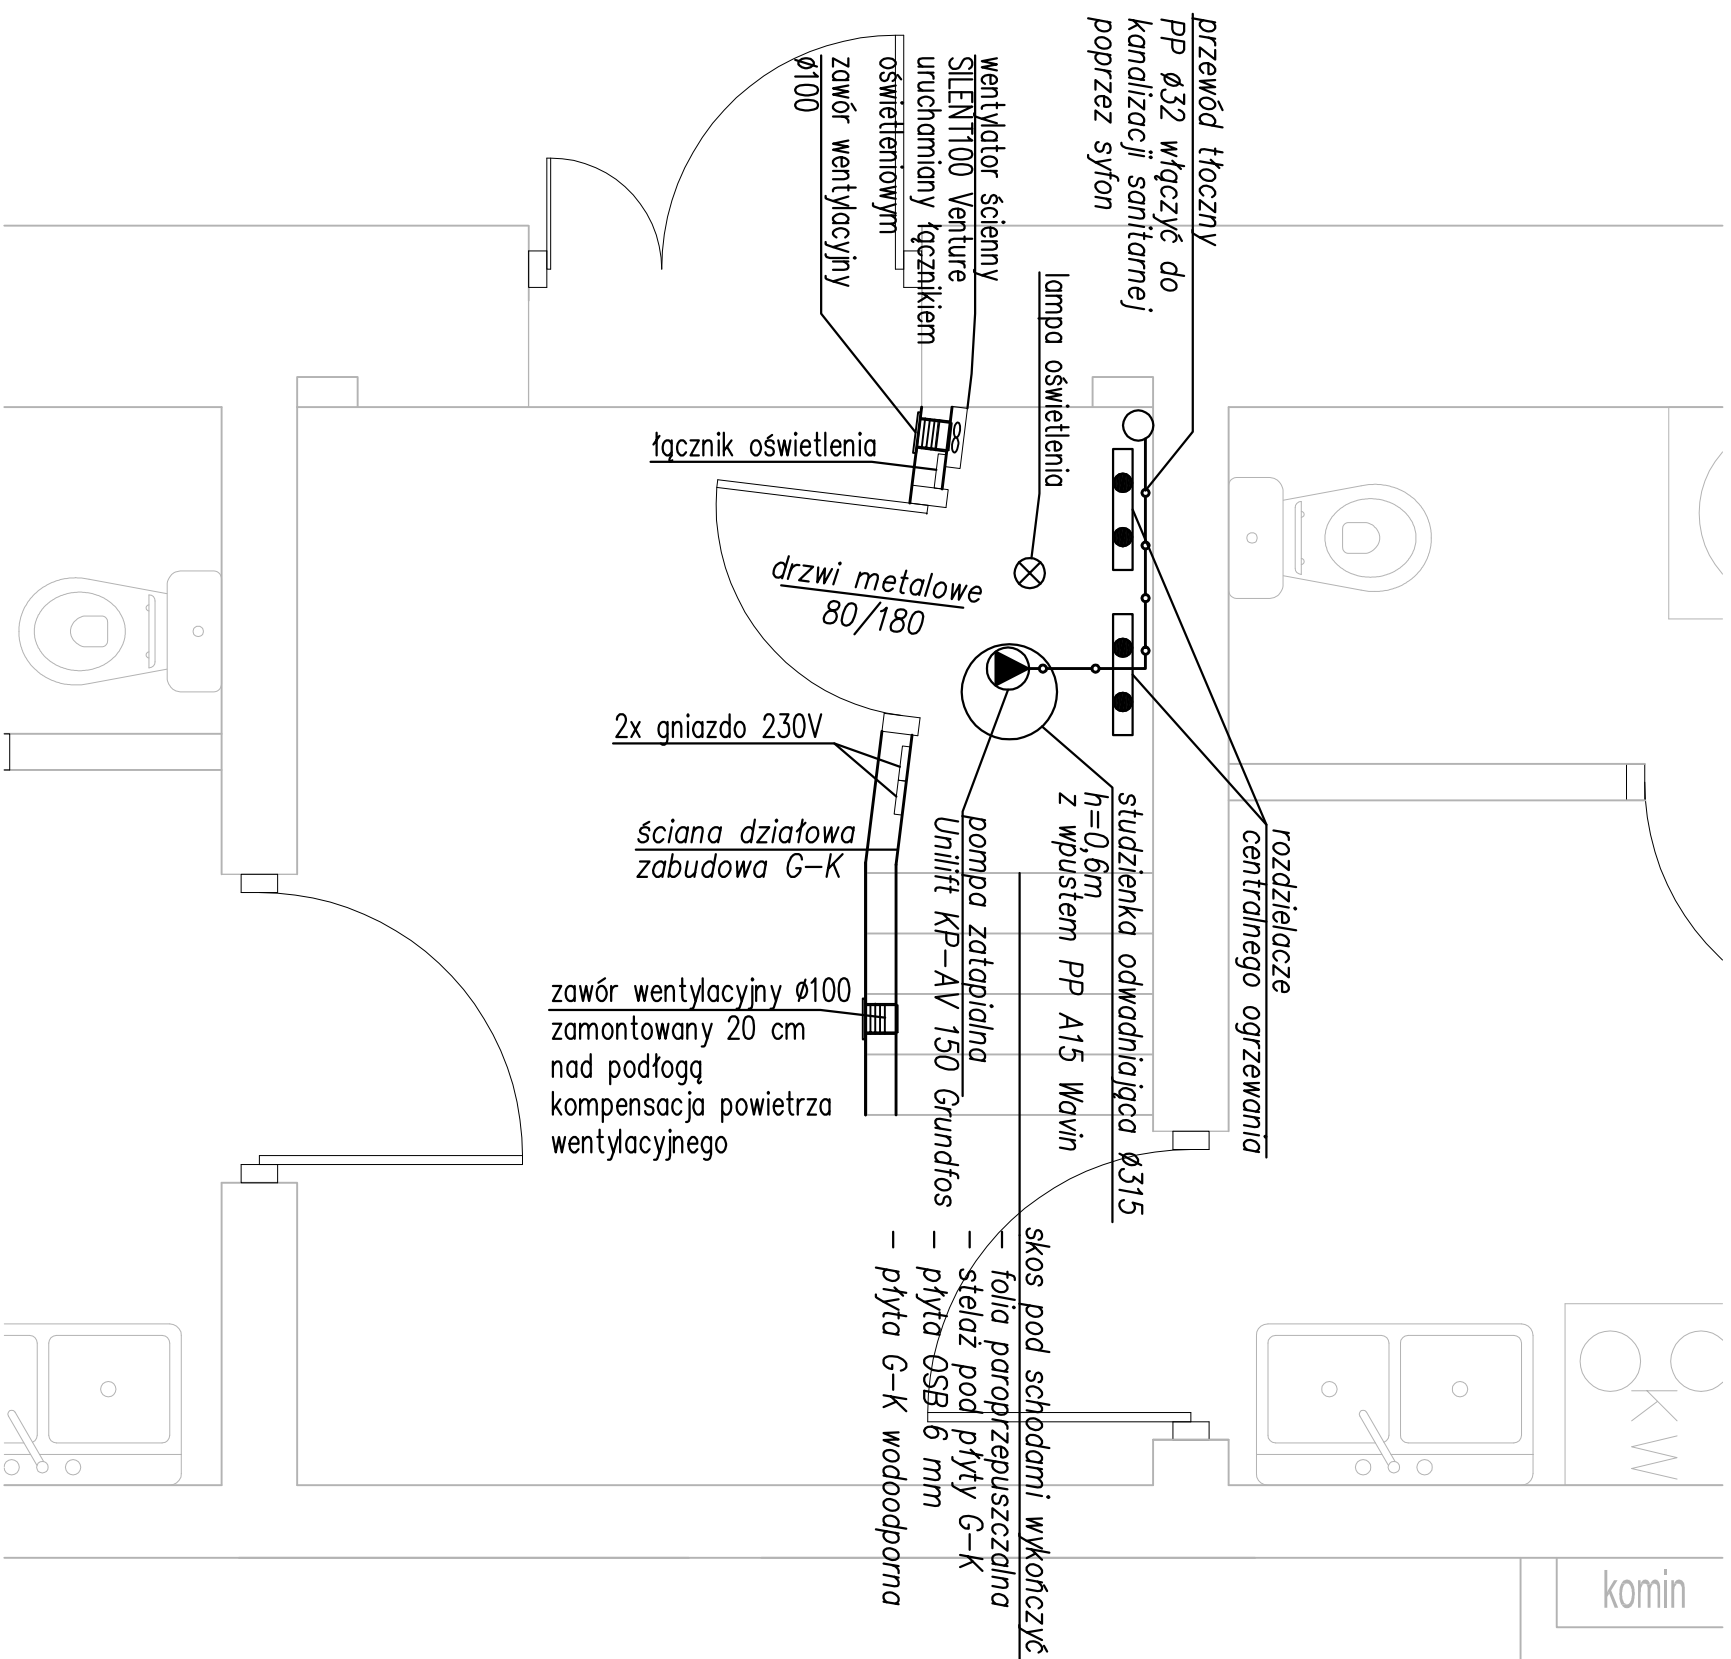 przewód tłoczny
PP ø32 włączyć do
kanalizacji sanitarnej
poprzez syfon
wentylator ścienny
SILENT100 Venture
uruchamiany łącznikiem
oświetleniowym
zawór wentylacyjny
ø100
lampa oświetlenia
łącznik oświetlenia
drzwi metalowe
80/180
2x gniazdo 230V
ściana działowa
zabudowa G-K
zawór wentylacyjny ø100
zamontowany 20 cm
nad podłogą
kompensacja powietrza
wentylacyjnego
rozdzielacze
centralnego ogrzewania
studzienka odwadniająca ø315
h=0,6m
z wpustem PP A15 Wavin
pompa zatapialna
Unilift KP-AV 150 Grundfos
skos pod schodami wykończyć
- folia paroprzepuszczalna
- stelaż pod płyty G-K
- płyta OSB 6 mm
- płyta G-K wodoodporna
KW
komin